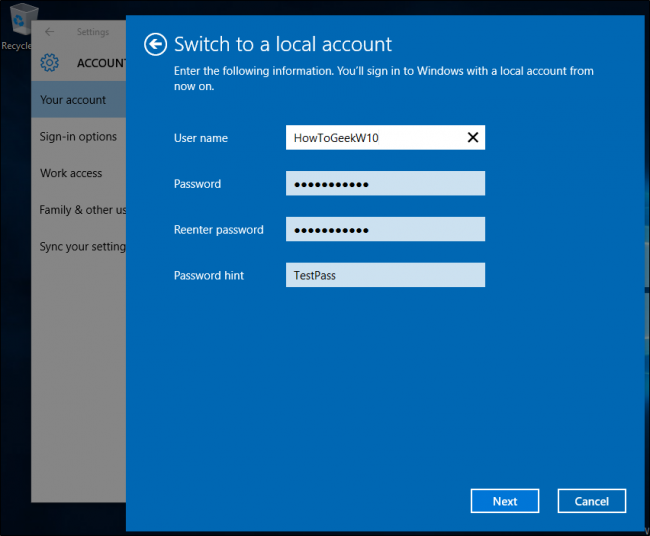 Recycle
Settings
ACCOUN
Your account
Sign-in options
Work access
Family & other us
Sync your setting
Switch to a local account
Enter the following information. You'll sign in to Windows with a local account from
now on.
User name
HowToGeekW10
Password
●●●●●●●●●●●
Reenter password
●●●●●●●●●●●
Password hint
TestPass
Next
Cancel